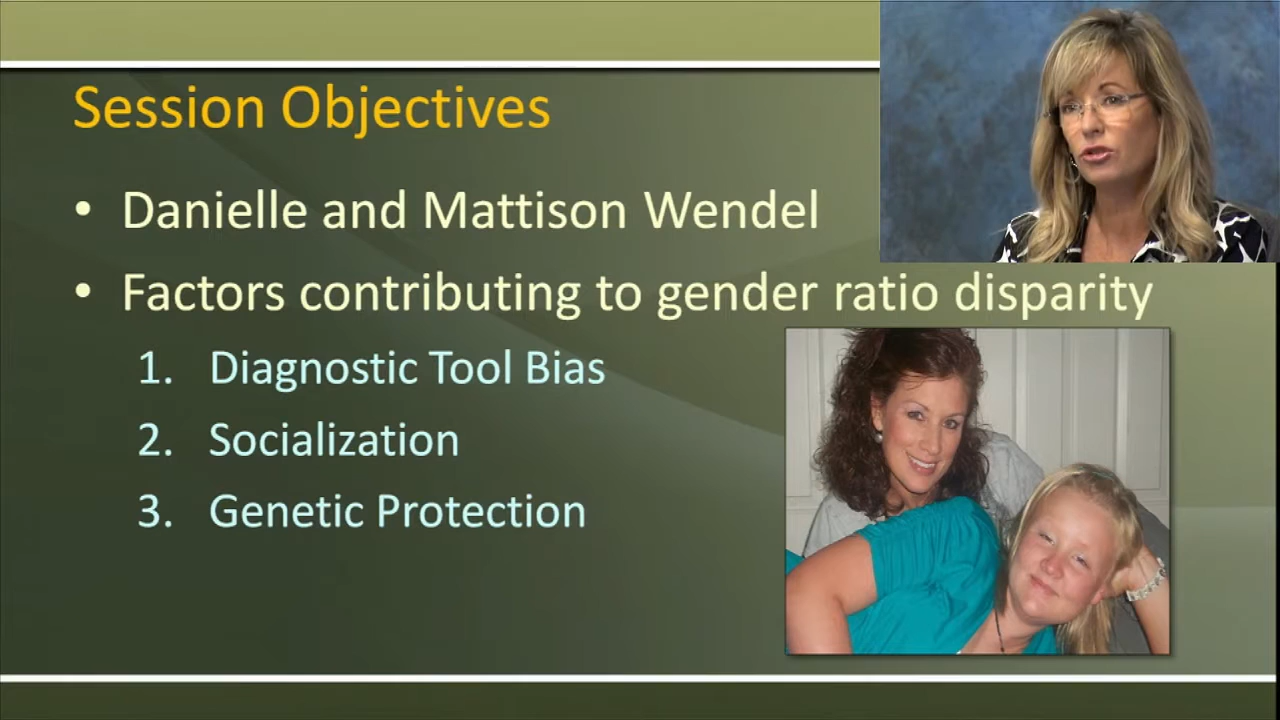 Session Objectives
• Danielle and Mattison Wendel
• Factors contributing to gender ratio disparity
1. Diagnostic Tool Bias
2. Socialization
3. Genetic Protection